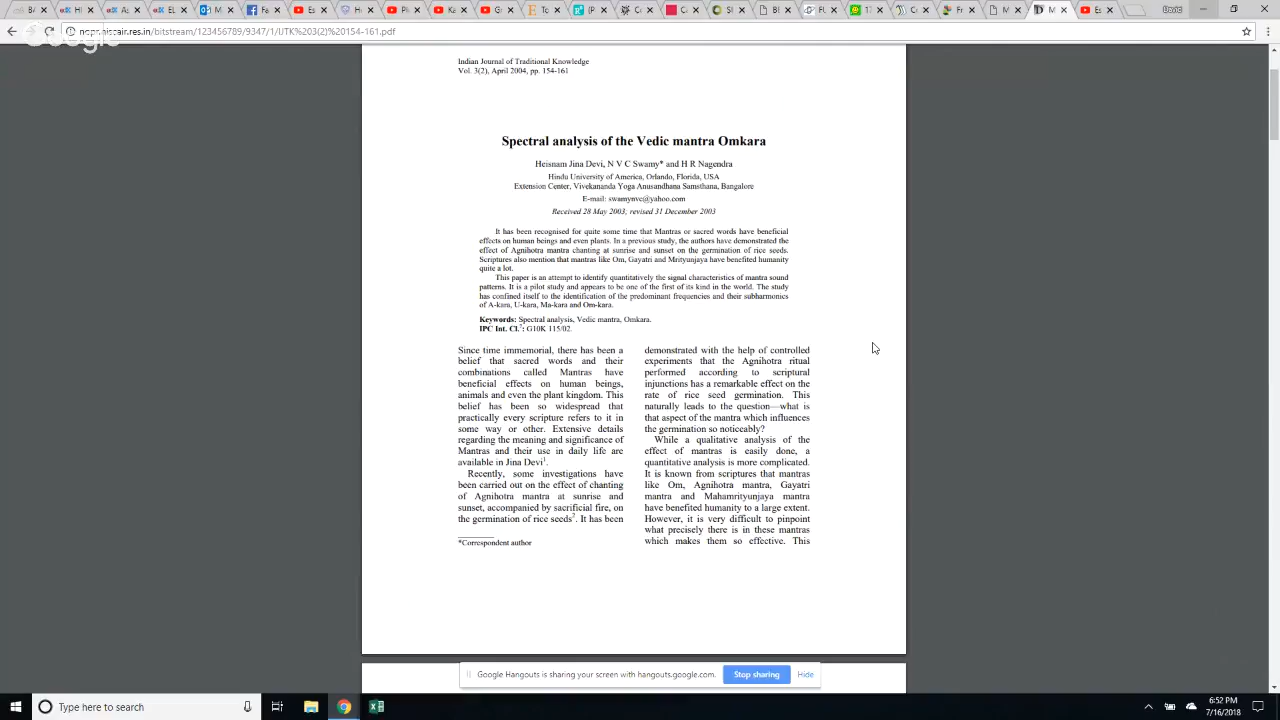 nopr.niscair.res.in/bitstream/123456789/9347/1/IJTK%203(2)%20154-161.pdf
Google
Indian Journal of Traditional Knowledge
Vol. 3(2), April 2004, pp. 154-161
Spectral analysis of the Vedic mantra Omkara
Heisnam Jina Devi, N V C Swamy* and H R Nagendra
Hindu University of America, Orlando, Florida, USA
Extension Center, Vivekananda Yoga Anusandhana Samsthana, Bangalore
E-mail: swamynvc@yahoo.com
Received 28 May 2003; revised 31 December 2003
It has been recognised for quite some time that Mantras or sacred words have beneficial
effects on human beings and even plants. In a previous study, the authors have demonstrated the
effect of Agnihotra mantra chanting at sunrise and sunset on the germination of rice seeds.
Scriptures also mention that mantras like Om, Gayatri and Mrityunjaya have benefited humanity
quite a lot.
This paper is an attempt to identify quantitatively the signal characteristics of mantra sound
patterns. It is a pilot study and appears to be one of the first of its kind in the world. The study
has confined itself to the identification of the predominant frequencies and their subharmonics
of A-kara, U-kara, Ma-kara and Om-kara.
Keywords: Spectral analysis, Vedic mantra, Omkara.
IPC Int. Cl.7: G10K 115/02.
Since time immemorial, there has been a
belief that sacred words and their
combinations called Mantras have
beneficial effects on human beings,
animals and even the plant kingdom. This
belief has been so widespread that
practically every scripture refers to it in
some way or other. Extensive details
regarding the meaning and significance of
Mantras and their use in daily life are
available in Jina Devi1.
Recently, some investigations have
been carried out on the effect of chanting
of Agnihotra mantra at sunrise and
sunset, accompanied by sacrificial fire, on
the germination of rice seeds2. It has been
*Correspondent author
demonstrated with the help of controlled
experiments that the Agnihotra ritual
performed according to scriptural
injunctions has a remarkable effect on the
rate of rice seed germination. This
naturally leads to the question—what is
that aspect of the mantra which influences
the germination so noticeably?
While a qualitative analysis of the
effect of mantras is easily done, a
quantitative analysis is more complicated.
It is known from scriptures that mantras
like Om, Agnihotra mantra, Gayatri
mantra and Mahamrityunjaya mantra
have benefited humanity to a large extent.
However, it is very difficult to pinpoint
what precisely there is in these mantras
which makes them so effective. This
Google Hangouts is sharing your screen with hangouts.google.com.
Stop sharing
Hide
Type here to search
6:52 PM
7/16/2018